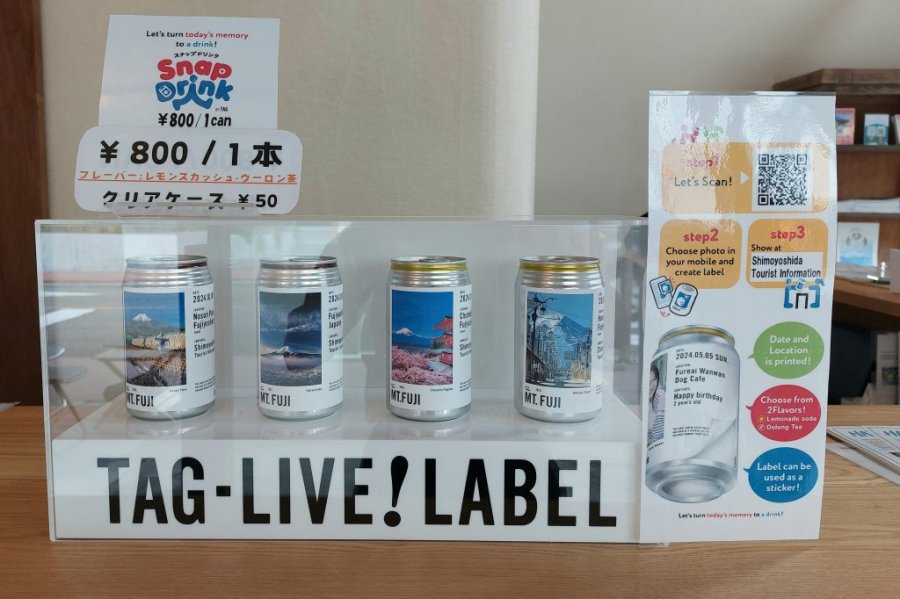 Let's turn today's memory
to a drink!
スナップドリンク
Snap
Drink
BY TAG
¥800/1can
¥800/1本
フレーバー:レモンスカッシュ・ウーロン茶
クリアケース ¥50
MT.FUJI
MT.FUJI
MT.FUJI
MT.FUJI
TAG-LIVE!LABEL
step1
Let's Scan!
step2
Choose photo in
your mobile and
create label
step3
Show at
Shimoyoshida
Tourist Information
2024.05.05 SUN.
Fureai Wanwan
Dog Cafe
Happy birthday
2 years old
Date and
Location
is printed!
Choose from
2Flavors!
Lemonade soda
Oolong Tea
Label can be
used as a
sticker!
Let's turn today's memory to a drink!